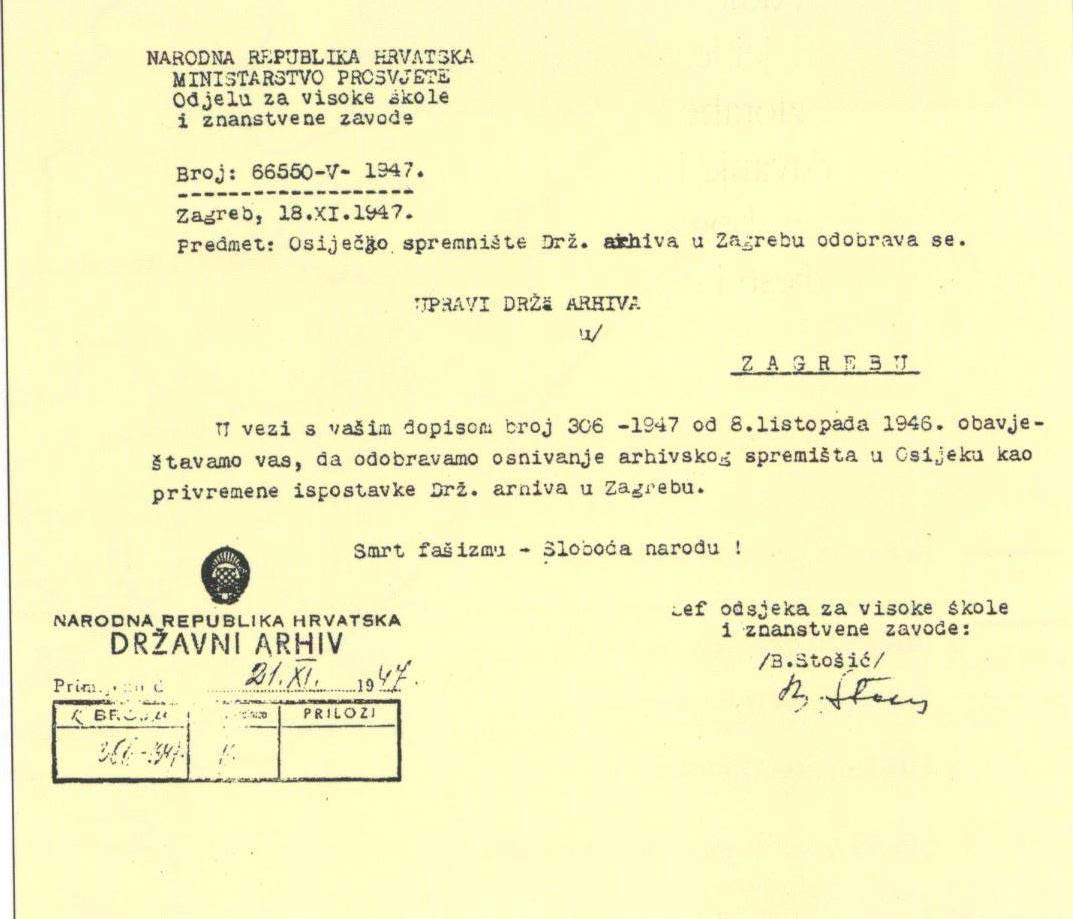 NARODNA REPUBLIKA HRVATSKA
MINISTARSTVO PROSVJETE
Odjelu za visoke škole
i znanstvene zavode
Broj: 66550-V- 1947.
Zagreb, 18.XI.1947.
Predmet: Osiječko spremnište Drž. arhiva u Zagrebu odobrava se.
UPRAVI DRŽ ARHIVA
u/
ZAGREBU
U vezi s vašim dopisom broj 306 -1947 od 8.listopada 1946. obavje-
štavamo vas, da odobravamo osnivanje arhivskog spremišta u Osijeku kao
privremene ispostavke Drž. arhiva u Zagrebu.
Smrt fašizmu - Sloboda narodu !
NARODNA REPUBLIKA HRVATSKA
DRŽAVNI ARHIV
21.XI. 1947.
BROJ
PRILOZI
Šef odsjeka za visoke škole
i znanstvene zavode:
/B.Stošić/